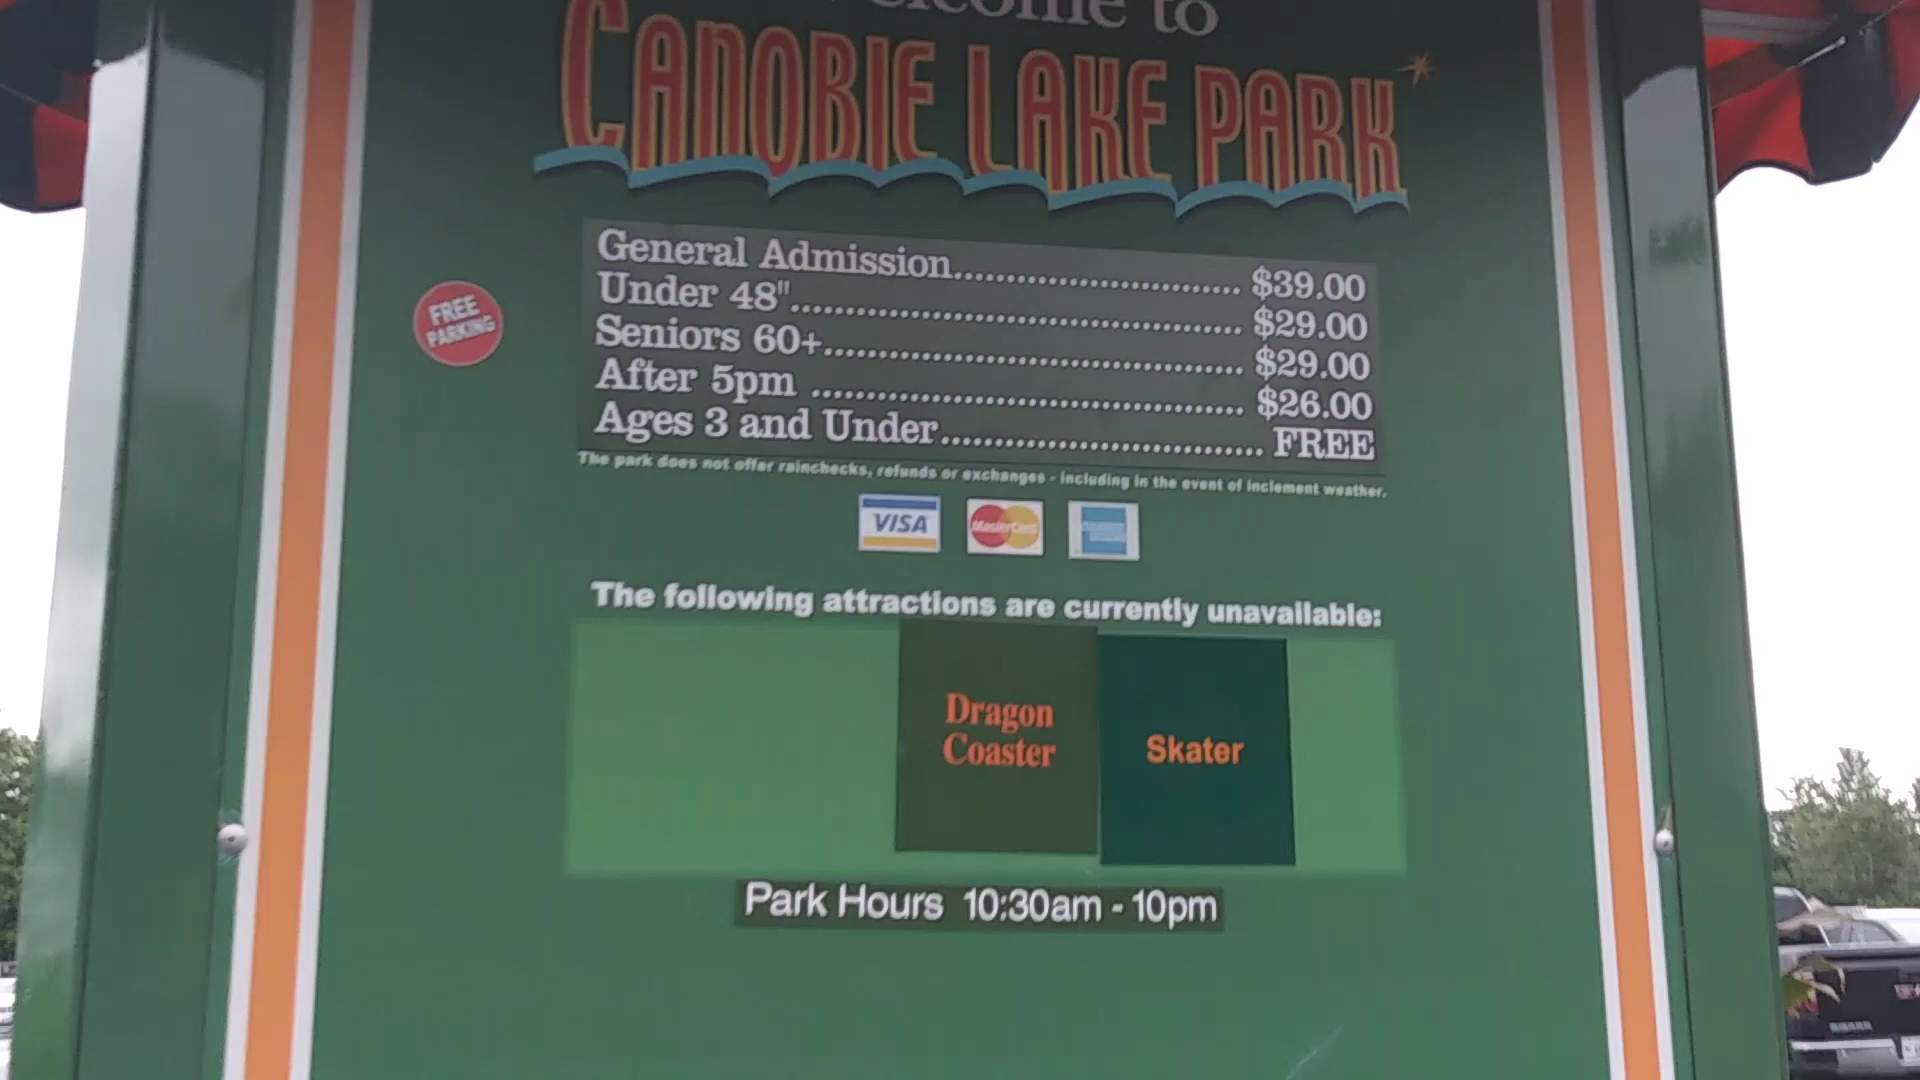 Welcome to
CANOBIE LAKE PARK
FREE
PARKING
General Admission................................ $39.00
Under 48"................................................. $29.00
Seniors 60+.............................................. $29.00
After 5pm ............................................... $26.00
Ages 3 and Under................................... FREE
The park does not offer rainchecks, refunds or exchanges - including in the event of inclement weather.
VISA MasterCard
The following attractions are currently unavailable:
Dragon
Coaster
Skater
Park Hours 10:30am - 10pm